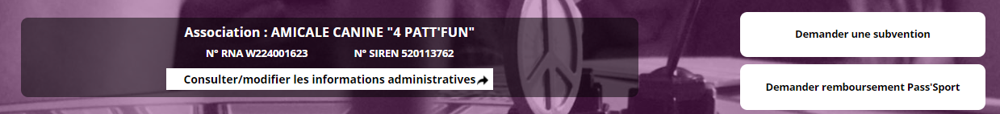 Association : AMICALE CANINE "4 PATT'FUN"
N° RNA W224001623 N° SIREN 520113762
Consulter/modifier les informations administratives
Demander une subvention
Demander remboursement Pass'Sport